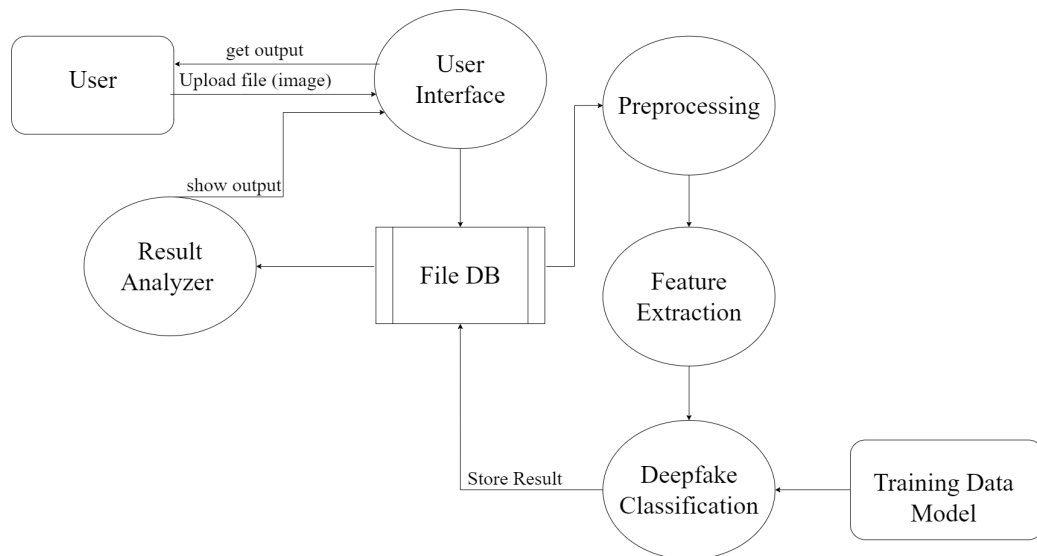 User
get output
Upload file (image)
User
Interface
Preprocessing
show output
Result
Analyzer
File DB
Feature
Extraction
Store Result
Deepfake
Classification
Training Data
Model